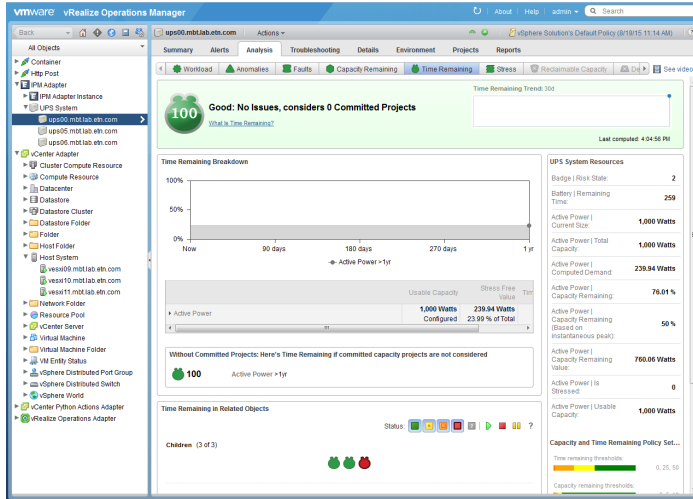 vmware vRealize Operations Manager
About Help admin Search
Back
All Objects
Container
Http Post
IPM Adapter
IPM Adapter Instance
UPS System
ups00.mbt.lab.etn.com
ups05.mbt.lab.etn.com
ups06.mbt.lab.etn.com
vCenter Adapter
Cluster Compute Resource
Compute Resource
Datacenter
Datastore
Datastore Cluster
Datastore Folder
Folder
Host Folder
Host System
vesxi09.mbt.lab.etn.com
vesxi10.mbt.lab.etn.com
vesxi11.mbt.lab.etn.com
Network Folder
Resource Pool
vCenter Server
Virtual Machine
Virtual Machine Folder
VM Entity Status
vSphere Distributed Port Group
vSphere Distributed Switch
vSphere World
vCenter Python Actions Adapter
vRealize Operations Adapter
ups00.mbt.lab.etn.com Actions
vSphere Solution's Default Policy (8/19/15 11:14 AM)
Summary Alerts Analysis Troubleshooting Details Environment Projects Reports
Workload Anomalies Faults Capacity Remaining Time Remaining Stress Reclaimable Capacity De See video
100
Good: No Issues, considers 0 Committed Projects
What Is Time Remaining?
Time Remaining Trend: 30d
Last computed: 4:04:56 PM
Time Remaining Breakdown
100%
50%
0%
Now 90 days 180 days 270 days 1 yr
Active Power >1yr
Usable Capacity Stress Free Value Tim
Active Power 1,000 Watts Configured 239.94 Watts 23.99 % of Total
Without Committed Projects: Here's Time Remaining if committed capacity projects are not considered
100 Active Power >1yr
Time Remaining in Related Objects
Status: ?
Children (3 of 3)
UPS System Resources
Badge | Risk State: 2
Battery | Remaining Time: 259
Active Power | Current Size: 1,000 Watts
Active Power | Total Capacity: 1,000 Watts
Active Power | Computed Demand: 239.94 Watts
Active Power | Capacity Remaining: 76.01 %
Active Power | Capacity Remaining (Based on instantaneous peak): 50 %
Active Power | Capacity Remaining Value: 760.06 Watts
Active Power | Is Stressed: 0
Active Power | Usable Capacity: 1,000 Watts
Capacity and Time Remaining Policy Set...
Time remaining thresholds:
0, 25, 50
Capacity remaining thresholds: